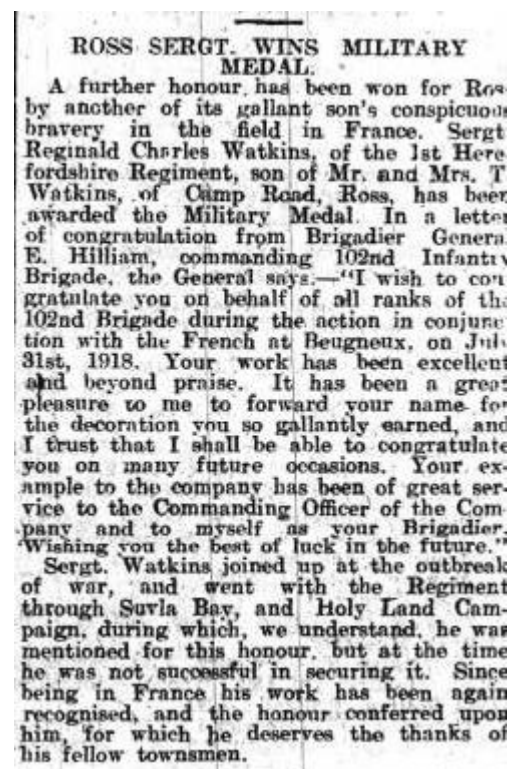 ROSS SERGT. WINS MILITARY
MEDAL.
A further honour has been won for Ros
by another of its gallant son's conspicuous
bravery in the field in France. Sergt
Reginald Charles Watkins, of the 1st Here
fordshire Regiment, son of Mr. and Mrs. T
Watkins, of Camp Road, Ross, has been
awarded the Military Medal. In a letter
of congratulation from Brigadier Genera
E. Hilliam, commanding 102nd Infantry
Brigade, the General says.—"I wish to con
gratulate you on behalf of all ranks of the
102nd Brigade during the action in conjunc
tion with the French at Beugneux, on July
31st, 1918. Your work has been excellent
and beyond praise. It has been a great
pleasure to me to forward your name for
the decoration you so gallantly earned, and
I trust that I shall be able to congratulate
you on many future occasions. Your ex-
ample to the company has been of great ser-
vice to the Commanding Officer of the Com
pany and to myself as your Brigadier.
'Wishing you the best of luck in the future."
Sergt. Watkins joined up at the outbreak
of war, and went with the Regiment
through Suvla Bay, and Holy Land Cam-
paign, during which, we understand, he was
mentioned for this honour, but at the time
he was not successful in securing it. Since
being in France his work has been again
recognised, and the honour conferred upon
him, for which he deserves the thanks of
his fellow townsmen.